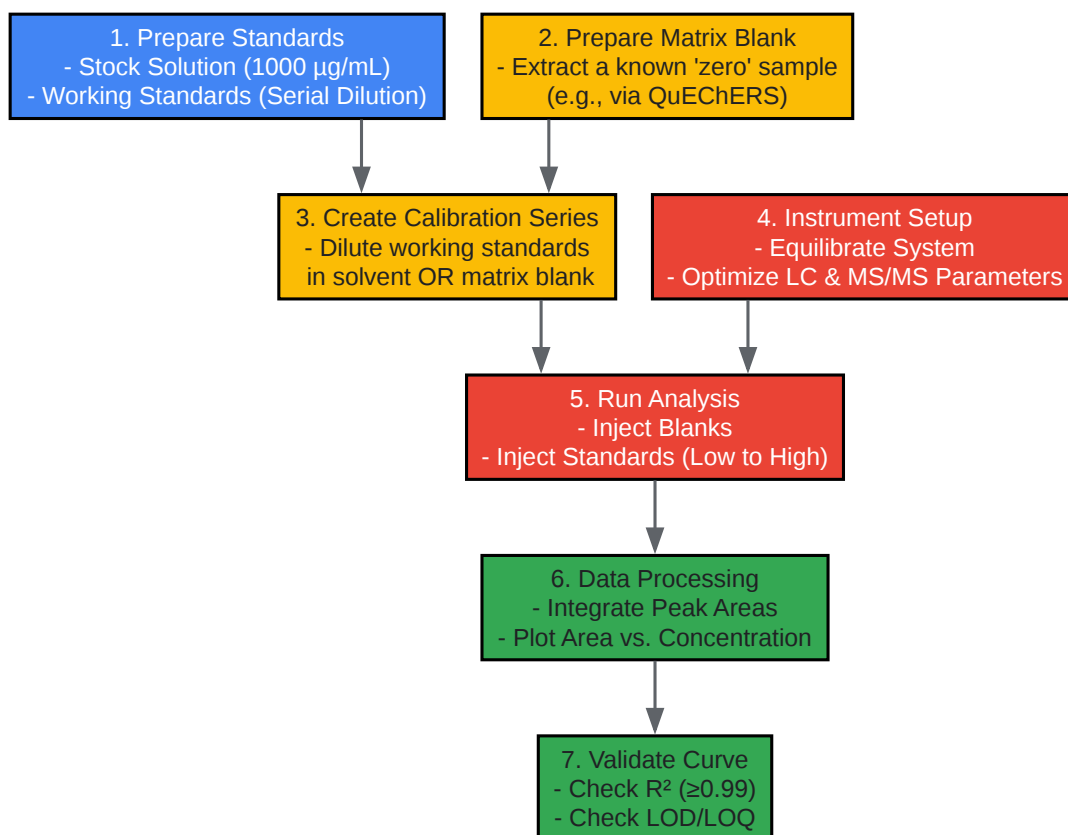 1. Prepare Standards
- Stock Solution (1000 µg/mL)
- Working Standards (Serial Dilution)
2. Prepare Matrix Blank
- Extract a known 'zero' sample
(e.g., via QuEChERS)
3. Create Calibration Series
- Dilute working standards
in solvent OR matrix blank
4. Instrument Setup
- Equilibrate System
- Optimize LC & MS/MS Parameters
5. Run Analysis
- Inject Blanks
- Inject Standards (Low to High)
6. Data Processing
- Integrate Peak Areas
- Plot Area vs. Concentration
7. Validate Curve
- Check R² (≥0.99)
- Check LOD/LOQ